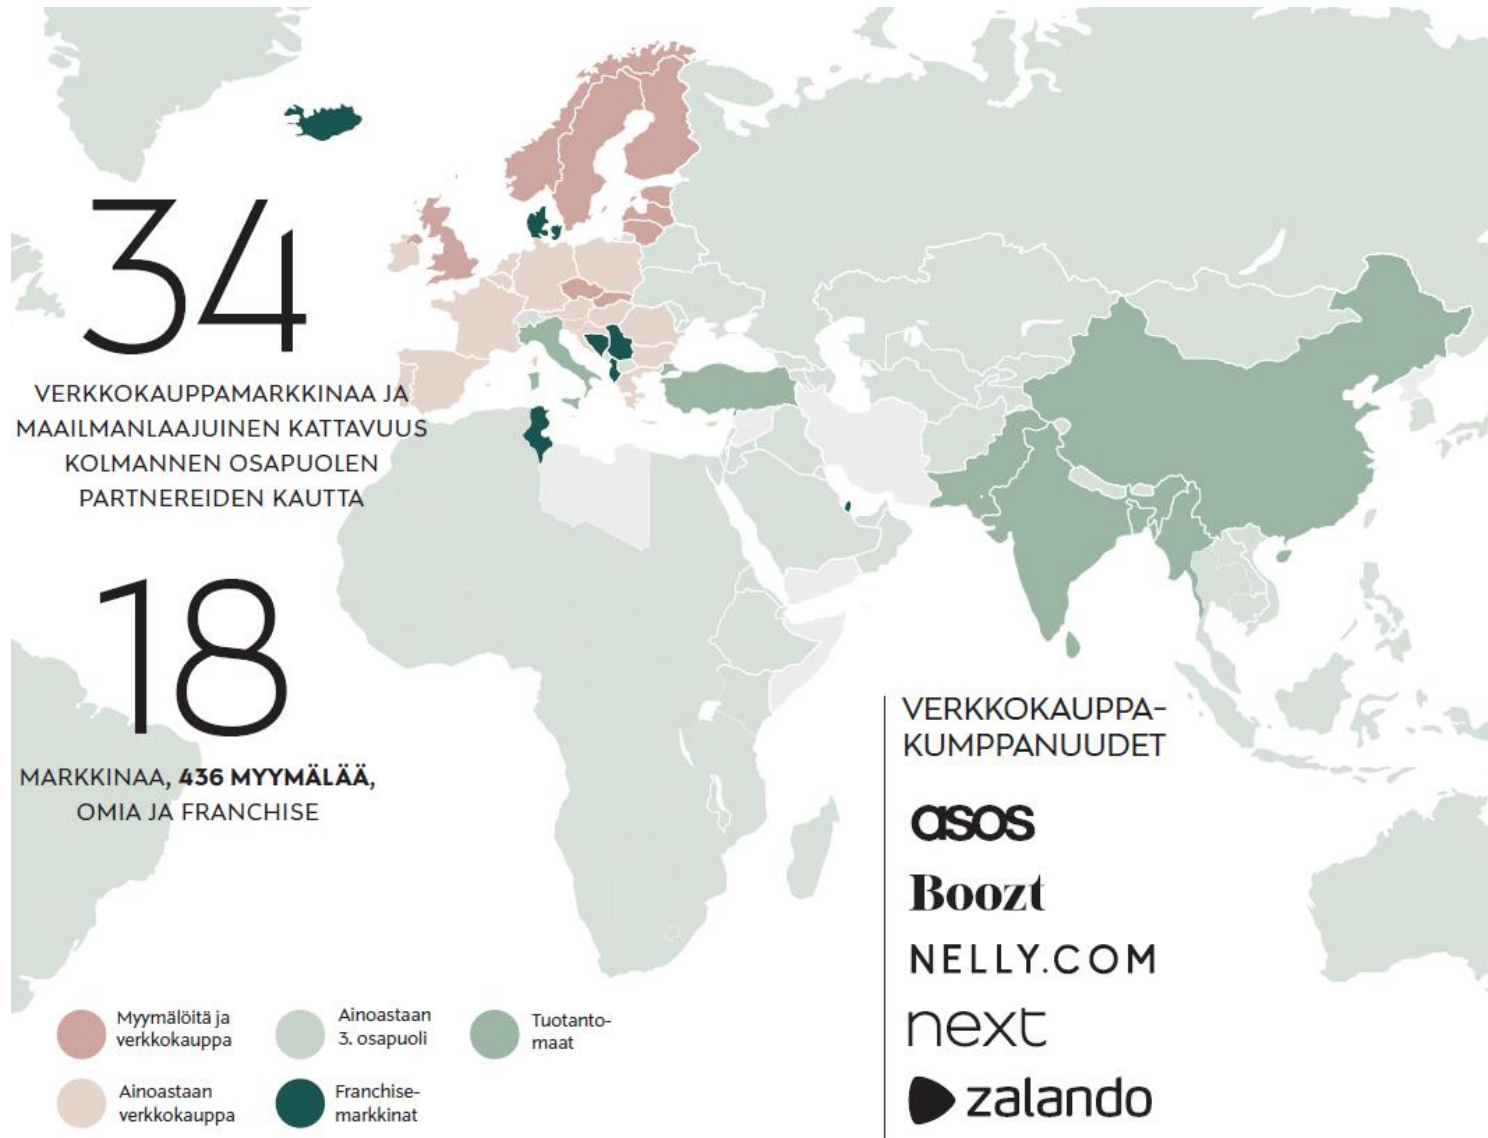 34
VERKKOKAUPPAMARKKINAA JA
MAAILMANLAAJUINEN KATTAVUUS
KOLMANNEN OSAPUOLEN
PARTNEREIDEN KAUTTA
18
MARKKINAA, 436 MYYMÄLÄÄ,
OMIA JA FRANCHISE
Myymälöitä ja
verkkokauppa
Ainoastaan
verkkokauppa
Ainoastaan
3. osapuoli
Franchise-
markkinat
Tuotanto-
maat
VERKKOKAUPPA-
KUMPPANUUDET
asos
Boozt
NELLY.COM
next
zalando